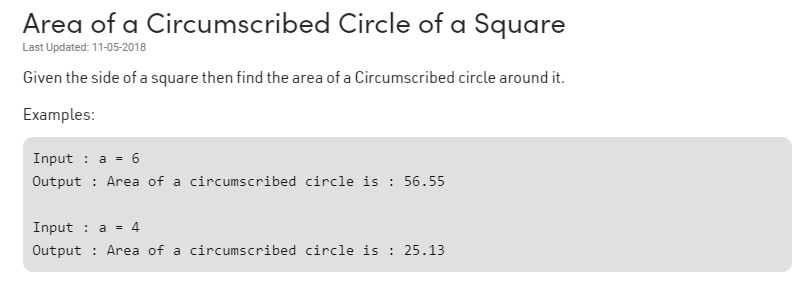 Area of a Circumscribed Circle of a Square
Last Updated: 11-05-2018
Given the side of a square then find the area of a Circumscribed circle around it.
Examples:
Input : a = 6
Output : Area of a circumscribed circle is : 56.55
Input : a = 4
Output : Area of a circumscribed circle is : 25.13